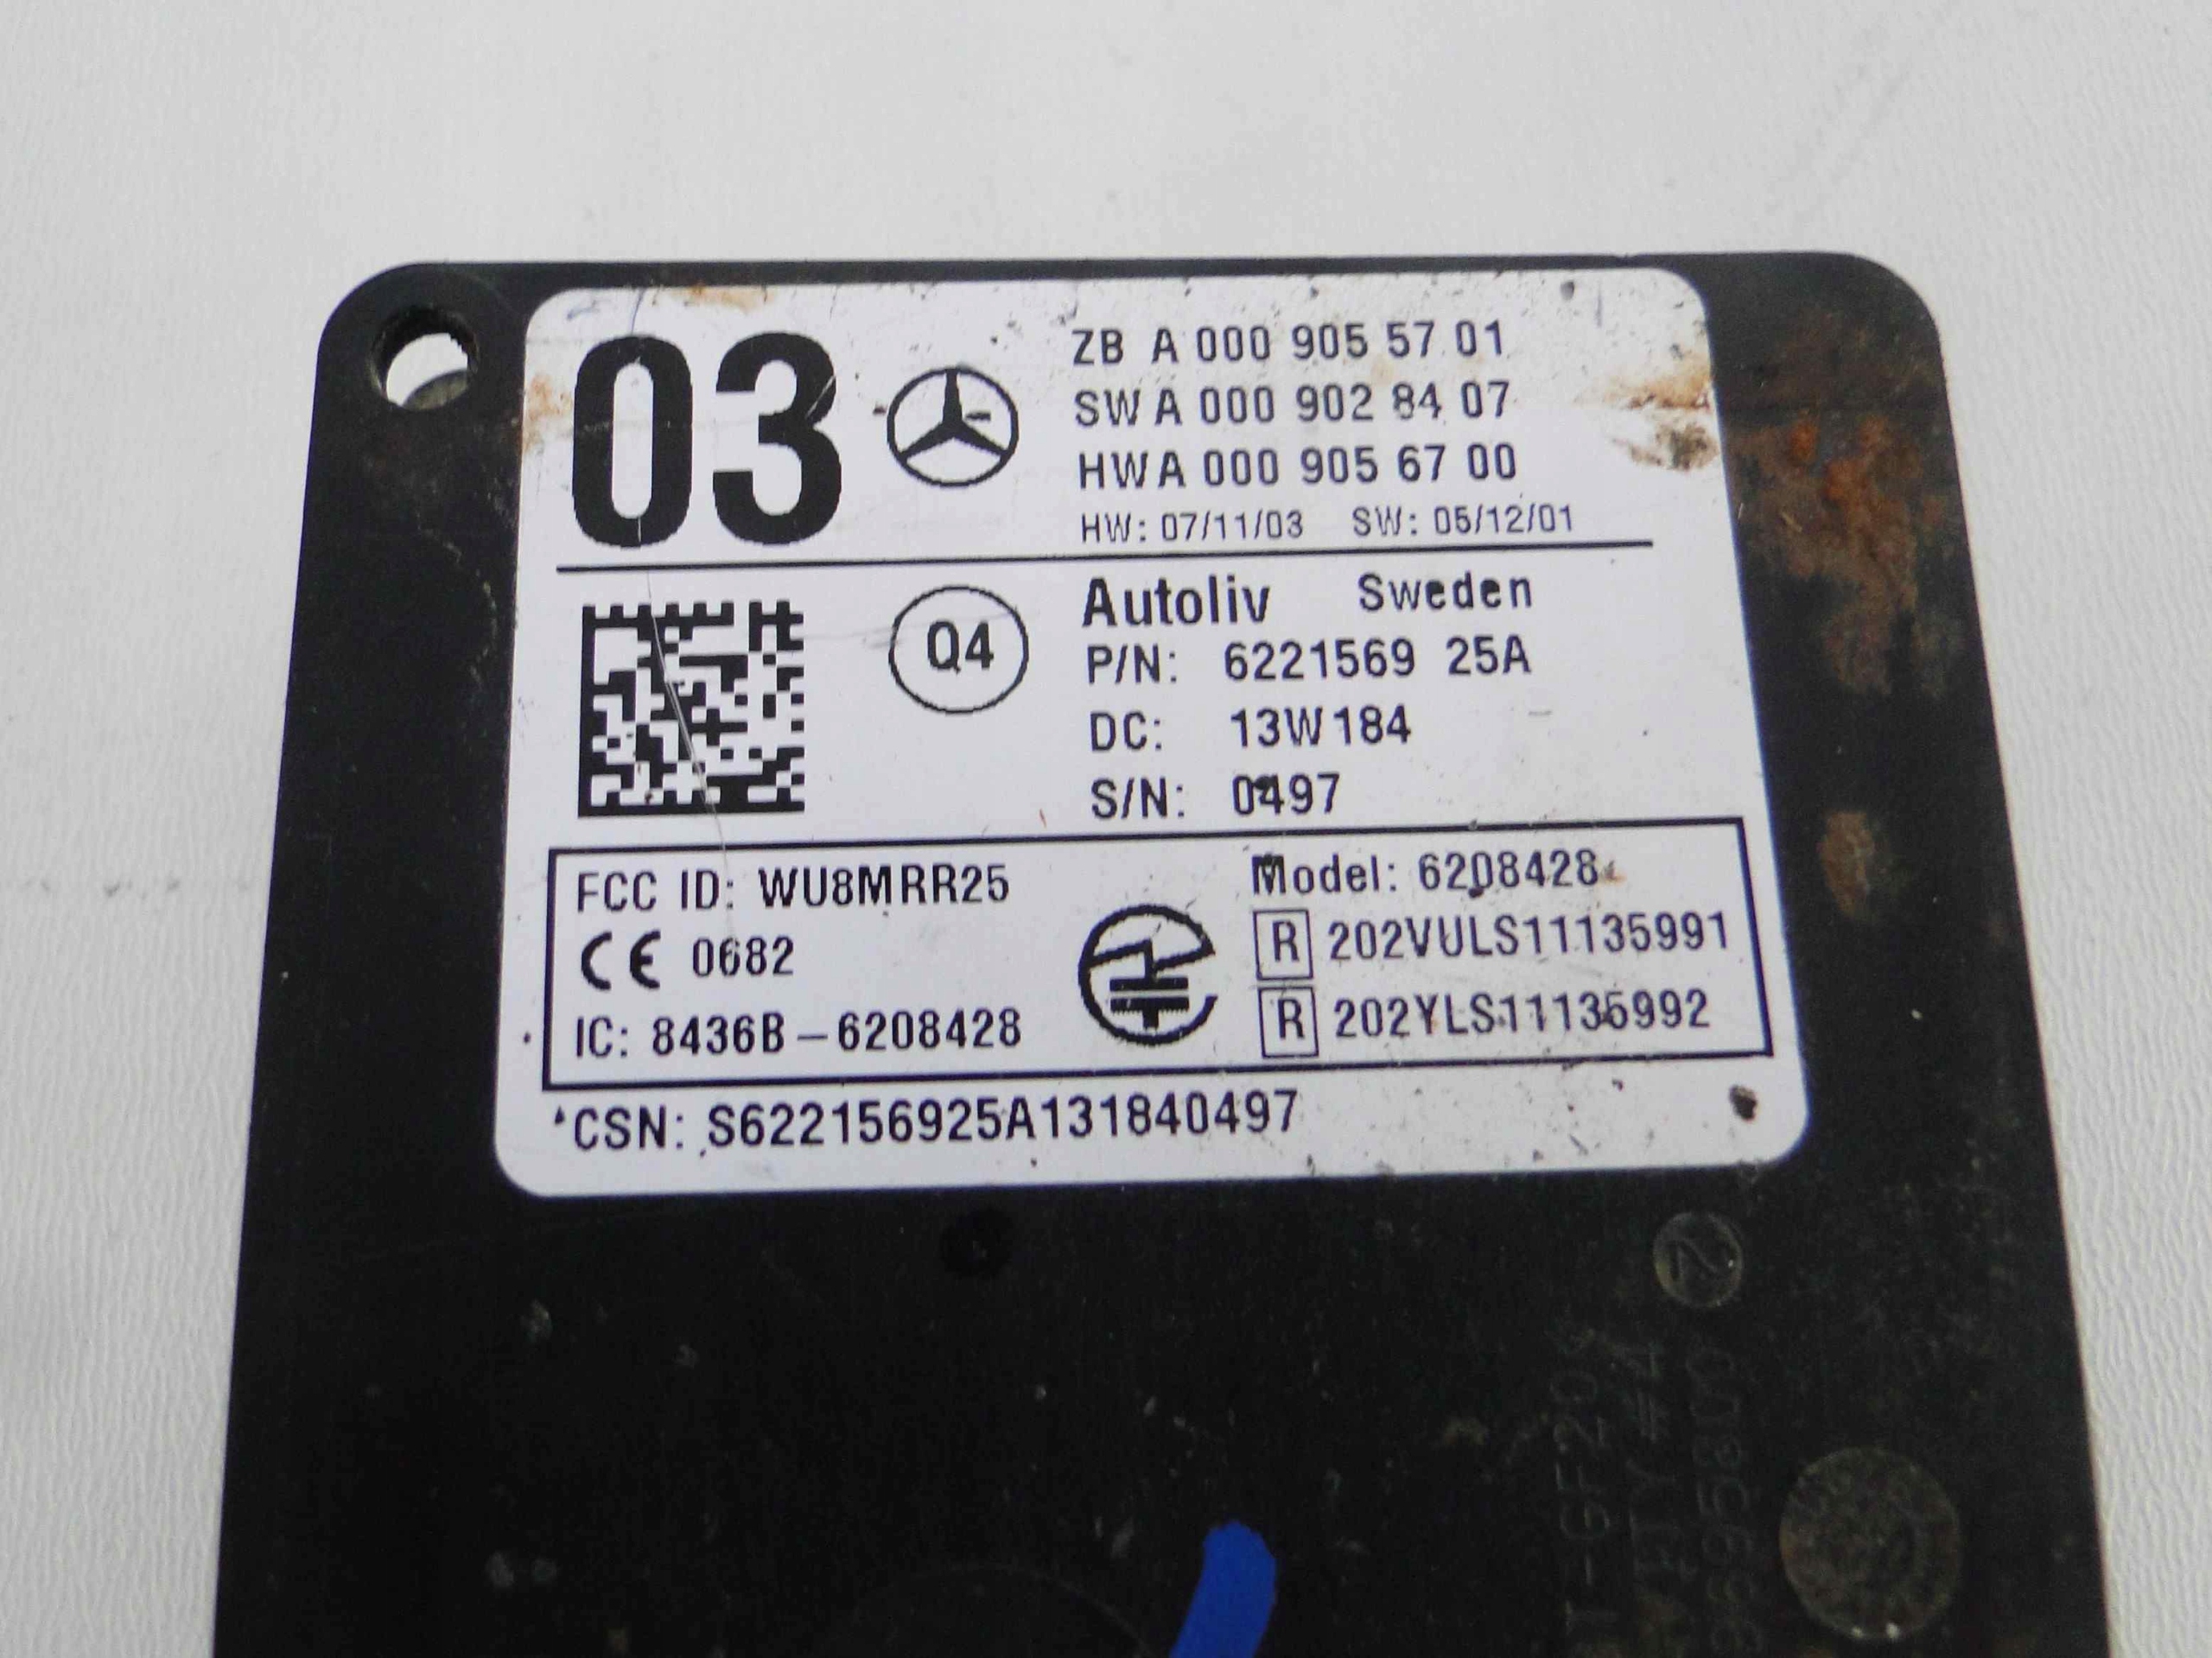 03
ZB A 000 905 57 01
SW A 000 902 84 07
HW A 000 905 67 00
HW: 07/11/03 SW: 05/12/01
Q4
Autoliv Sweden
P/N: 6221569 25A
DC: 13W184
S/N: 0497
FCC ID: WU8MRR25
CE 0682
IC: 8436B-6208428
Model: 6208428
R 202VULS11135991
R 202YLS11135992
CSN: S622156925A131840497